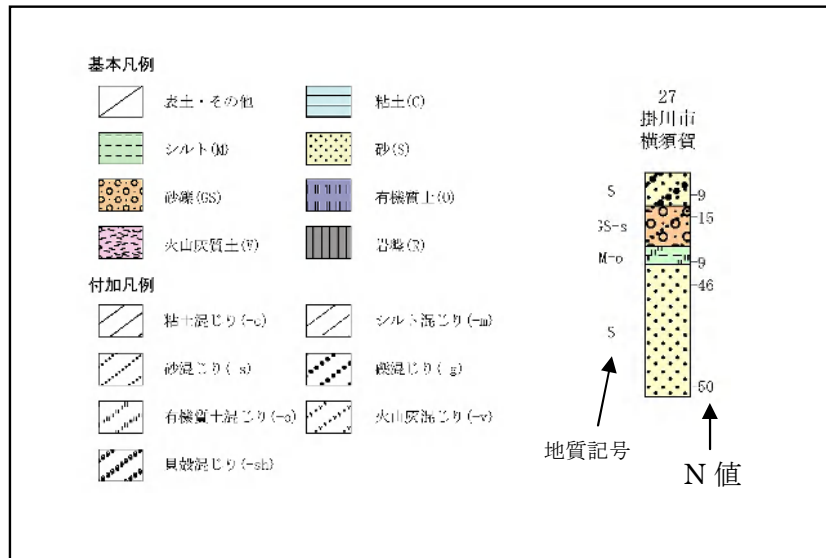 基本凡例
表土・その他
粘土(C)
シルト(M)
砂(S)
砂礫(GS)
有機質土(O)
火山灰質土(V)
岩盤(R)
付加凡例
粘土混じり(-c)
シルト混じり(-m)
砂混じり(-s)
礫混じり(-g)
有機質土混じり(-o)
火山灰混じり(-v)
貝殻混じり(-sh)
27
掛川市
横須賀
S
9
15
GS-s
M-o
9
46
S
50
地質記号
N 値